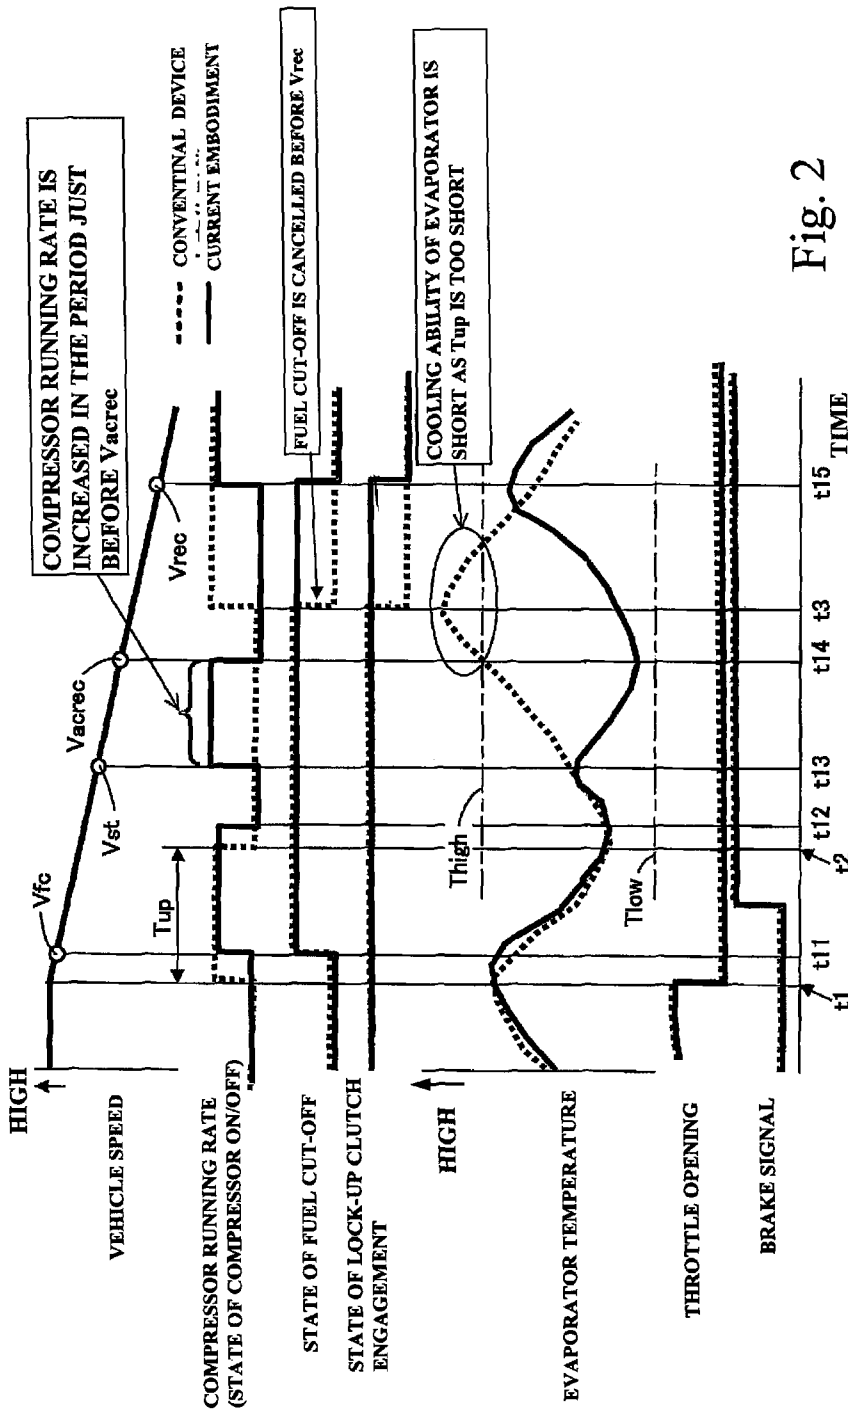 HIGH
VEHICLE SPEED
COMPRESSOR RUNNING RATE
(STATE OF COMPRESSOR ON/OFF)
STATE OF FUEL CUT-OFF
STATE OF LOCK-UP CLUTCH
ENGAGEMENT
HIGH
EVAPORATOR TEMPERATURE
THROTTLE OPENING
BRAKE SIGNAL
Vfc
Vst
Vacrec
Vrec
Tup
COMPRESSOR RUNNING RATE IS
INCREASED IN THE PERIOD JUST
BEFORE Vacrec
CONVENTINAL DEVICE
CURRENT EMBODIMENT
FUEL CUT-OFF IS CANCELLED BEFORE Vrec
COOLING ABILITY OF EVAPORATOR IS
SHORT AS Tup IS TOO SHORT
Thigh
Tlow
t1
t11
t2
t12
t13
t14
t3
t15
TIME
Fig. 2